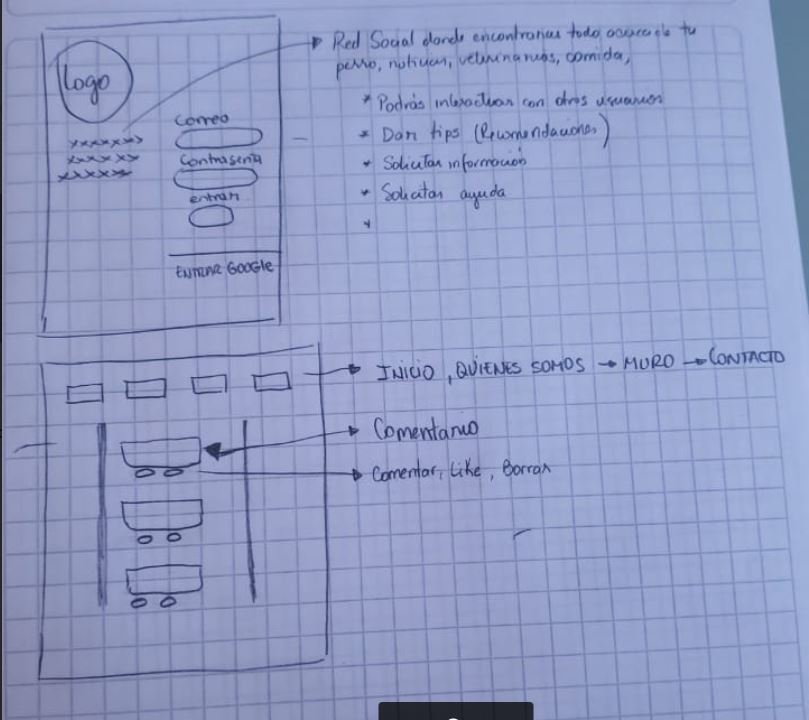 Logo
Correo
xxxxxxx
xxxxxx
Contraseña
xxxxx
entrar
ENTRAR GOOGLE
Red Social donde encontraras todo acerca de tu
perro, noticias, veterinarias, comida,
* Podrás interactuar con otros usuarios
* Dar tips (Recomendaciones)
* Solicitar información
* Solicitar ayuda
*
INICIO, QUIENES SOMOS → MURO → CONTACTO
Comentario
Comentar, Like, Borrar